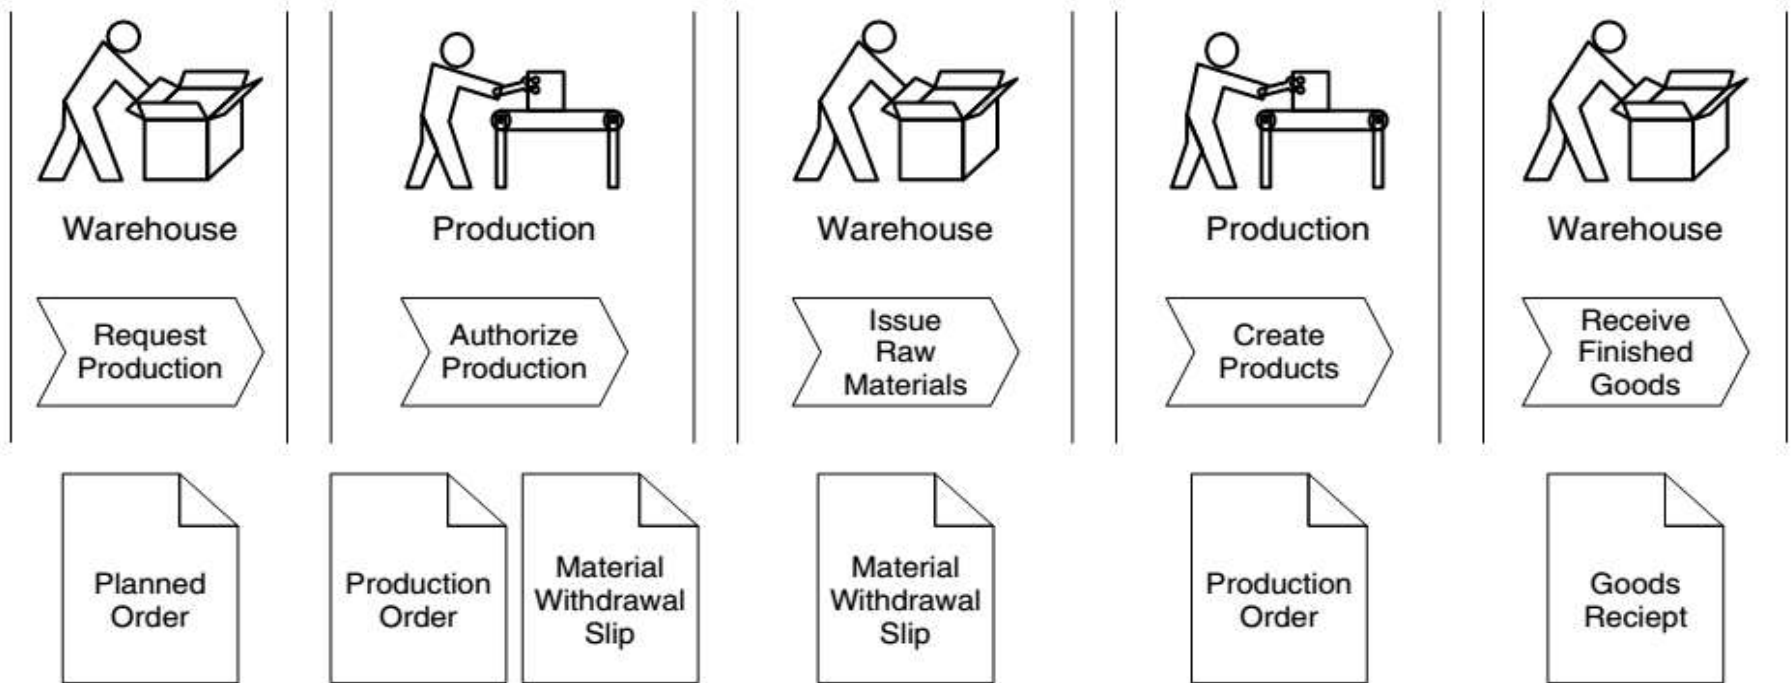 Warehouse
Production
Warehouse
Production
Warehouse
Request
Production
Authorize
Production
Issue
Raw
Materials
Create
Products
Receive
Finished
Goods
Planned
Order
Production
Order
Material
Withdrawal
Slip
Material
Withdrawal
Slip
Production
Order
Goods
Reciept